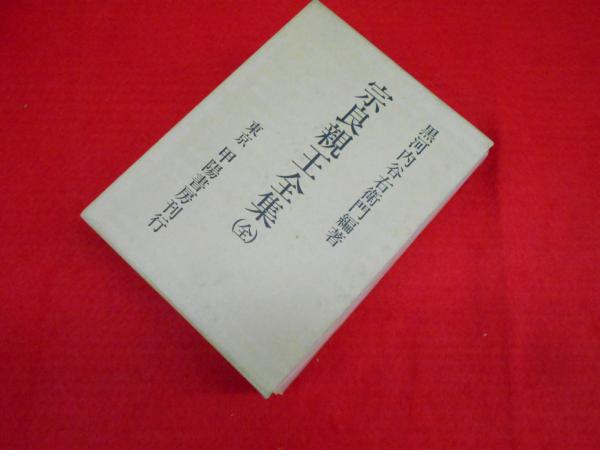 黒河内谷右衛門編著
宗良親王全集(全)
東京 甲陽書房刊行